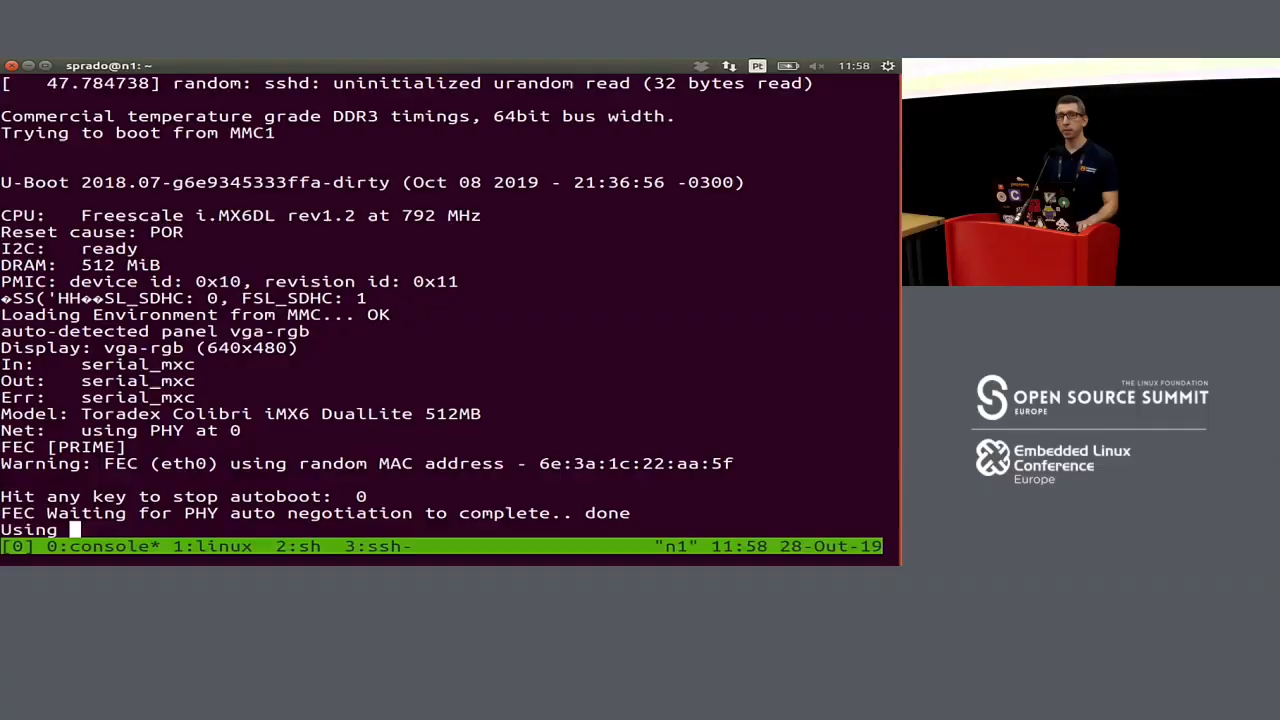 sprado@n1: ~
Pt
11:58
[   47.784738] random: sshd: uninitialized urandom read (32 bytes read)
Commercial temperature grade DDR3 timings, 64bit bus width.
Trying to boot from MMC1
U-Boot 2018.07-g6e9345333ffa-dirty (Oct 08 2019 - 21:36:56 -0300)
CPU:   Freescale i.MX6DL rev1.2 at 792 MHz
Reset cause: POR
I2C:   ready
DRAM:  512 MiB
PMIC: device id: 0x10, revision id: 0x11
�SS('HH��SL_SDHC: 0, FSL_SDHC: 1
Loading Environment from MMC... OK
auto-detected panel vga-rgb
Display: vga-rgb (640x480)
In:    serial_mxc
Out:   serial_mxc
Err:   serial_mxc
Model: Toradex Colibri iMX6 DualLite 512MB
Net:   using PHY at 0
FEC [PRIME]
Warning: FEC (eth0) using random MAC address - 6e:3a:1c:22:aa:5f
Hit any key to stop autoboot:  0
FEC Waiting for PHY auto negotiation to complete.. done
Using
[0] 0:console* 1:linux  2:sh  3:ssh-  "n1" 11:58 28-Oct-19
THE LINUX FOUNDATION
OPEN SOURCE SUMMIT
EUROPE
Embedded Linux
Conference
Europe